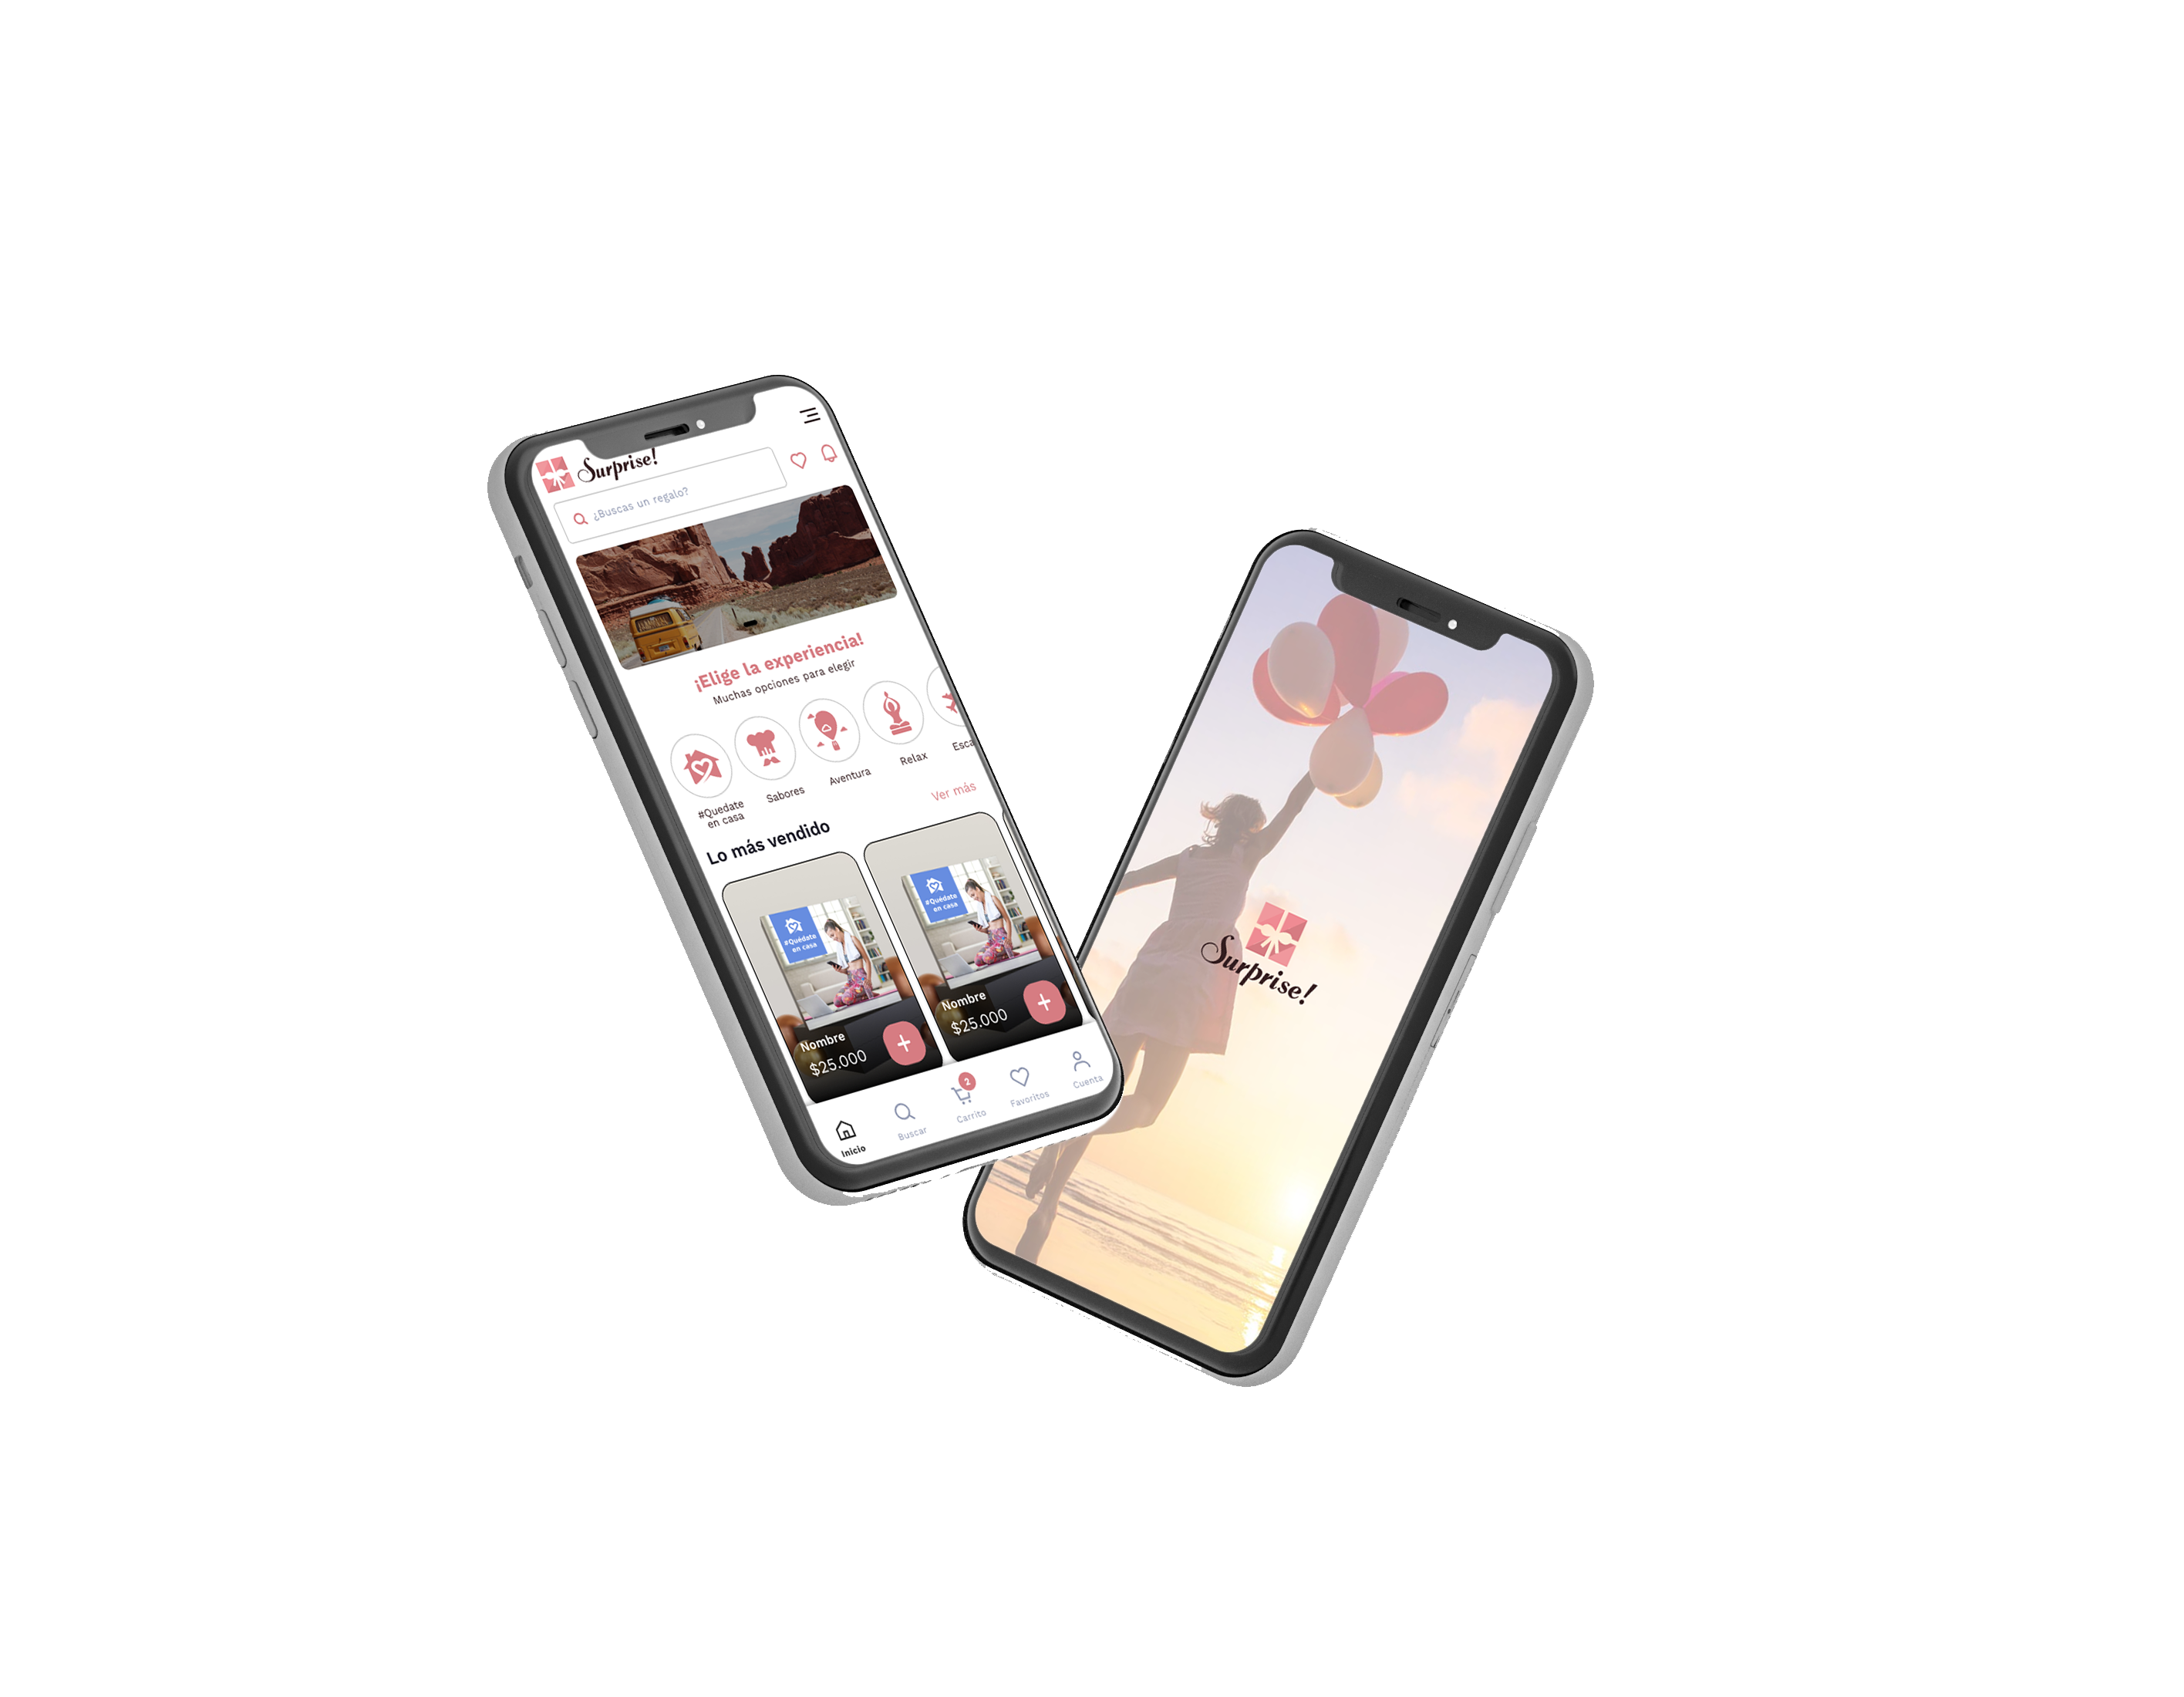 Surprise!
¿Buscas un regalo?
¡Elige la experiencia!
Muchas opciones para elegir
#Quedate
en casa
Sabores
Aventura
Relax
Esca
Ver más
Lo más vendido
#Quédate
en casa
Nombre
$25.000
#Quédate
en casa
Nombre
$25.000
Inicio
Buscar
2
Carrito
Favoritos
Cuenta
Surprise!